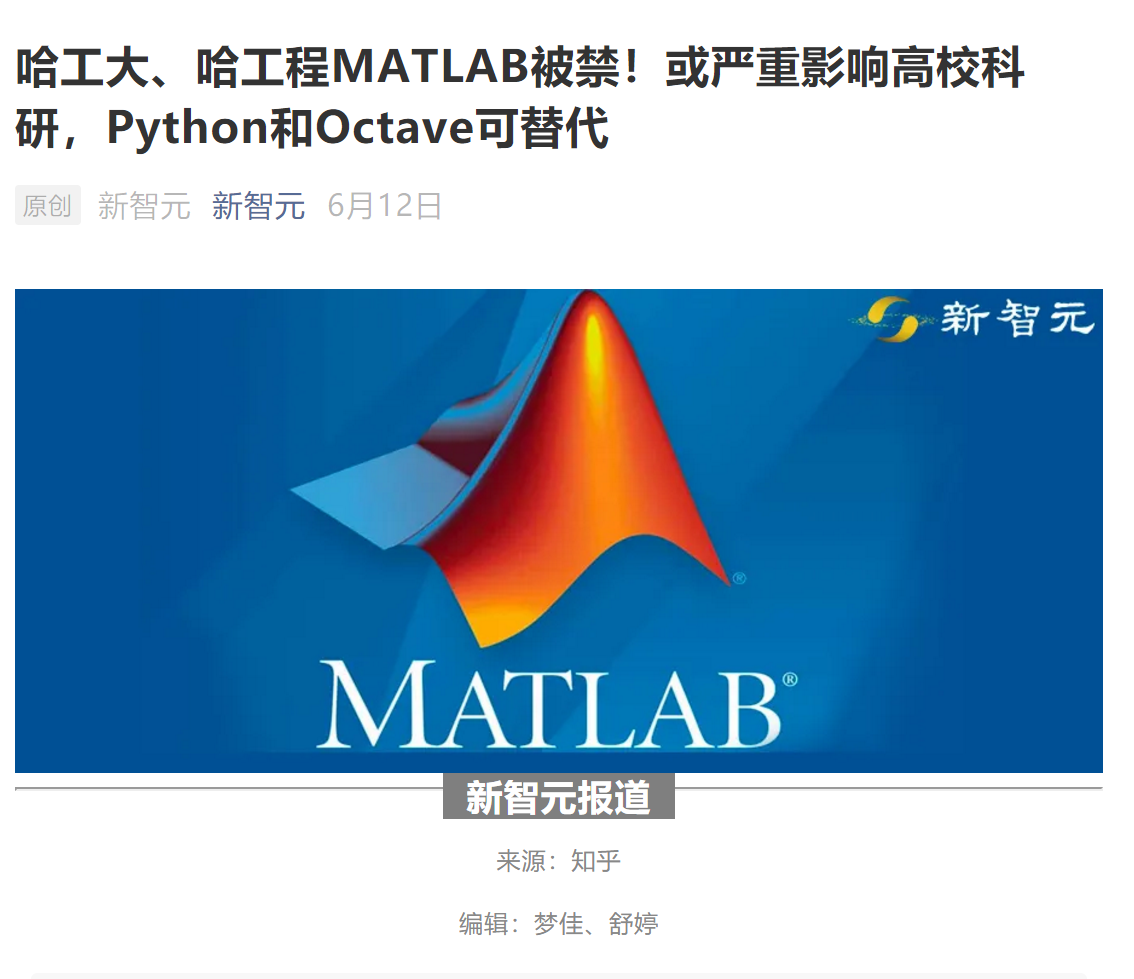 哈工大、哈工程MATLAB被禁！或严重影响高校科
研，Python和Octave可替代
原创 新智元 新智元 6月12日
新智元
®
MATLAB®
新智元报道
来源：知乎
编辑：梦佳、舒婷